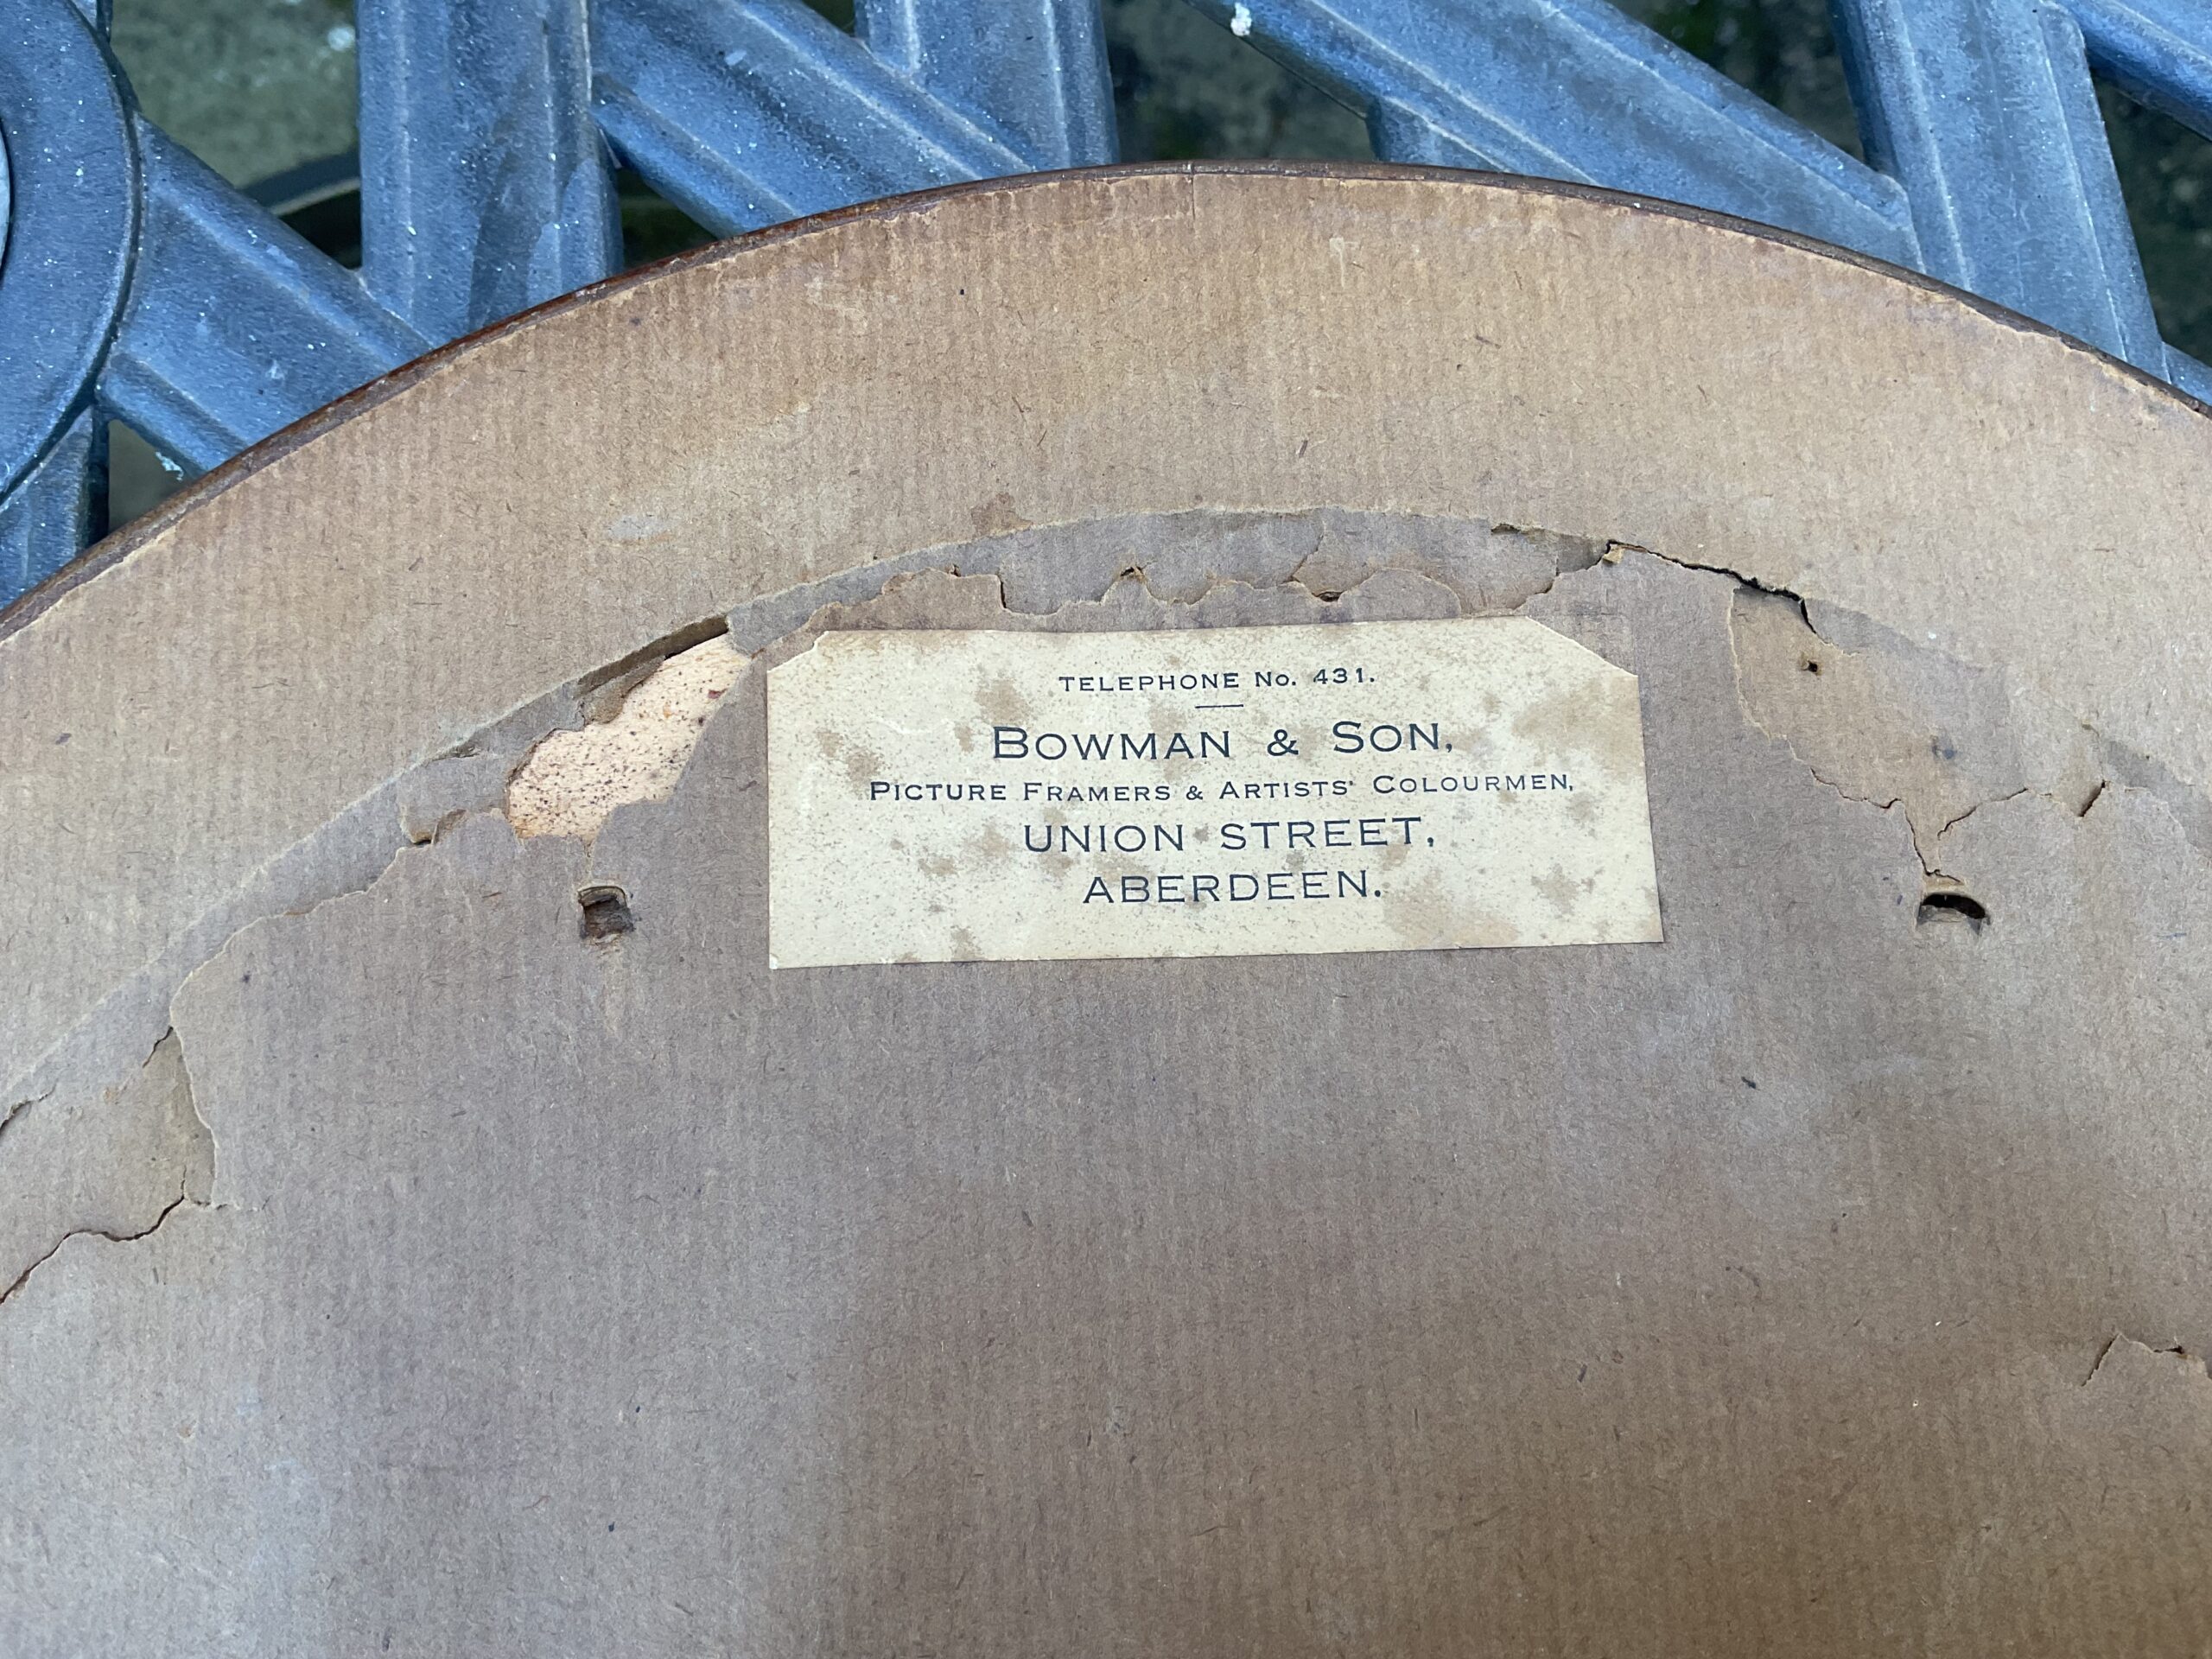 TELEPHONE No. 431.
BOWMAN & SON,
PICTURE FRAMERS & ARTISTS' COLOURMEN,
UNION STREET,
ABERDEEN.